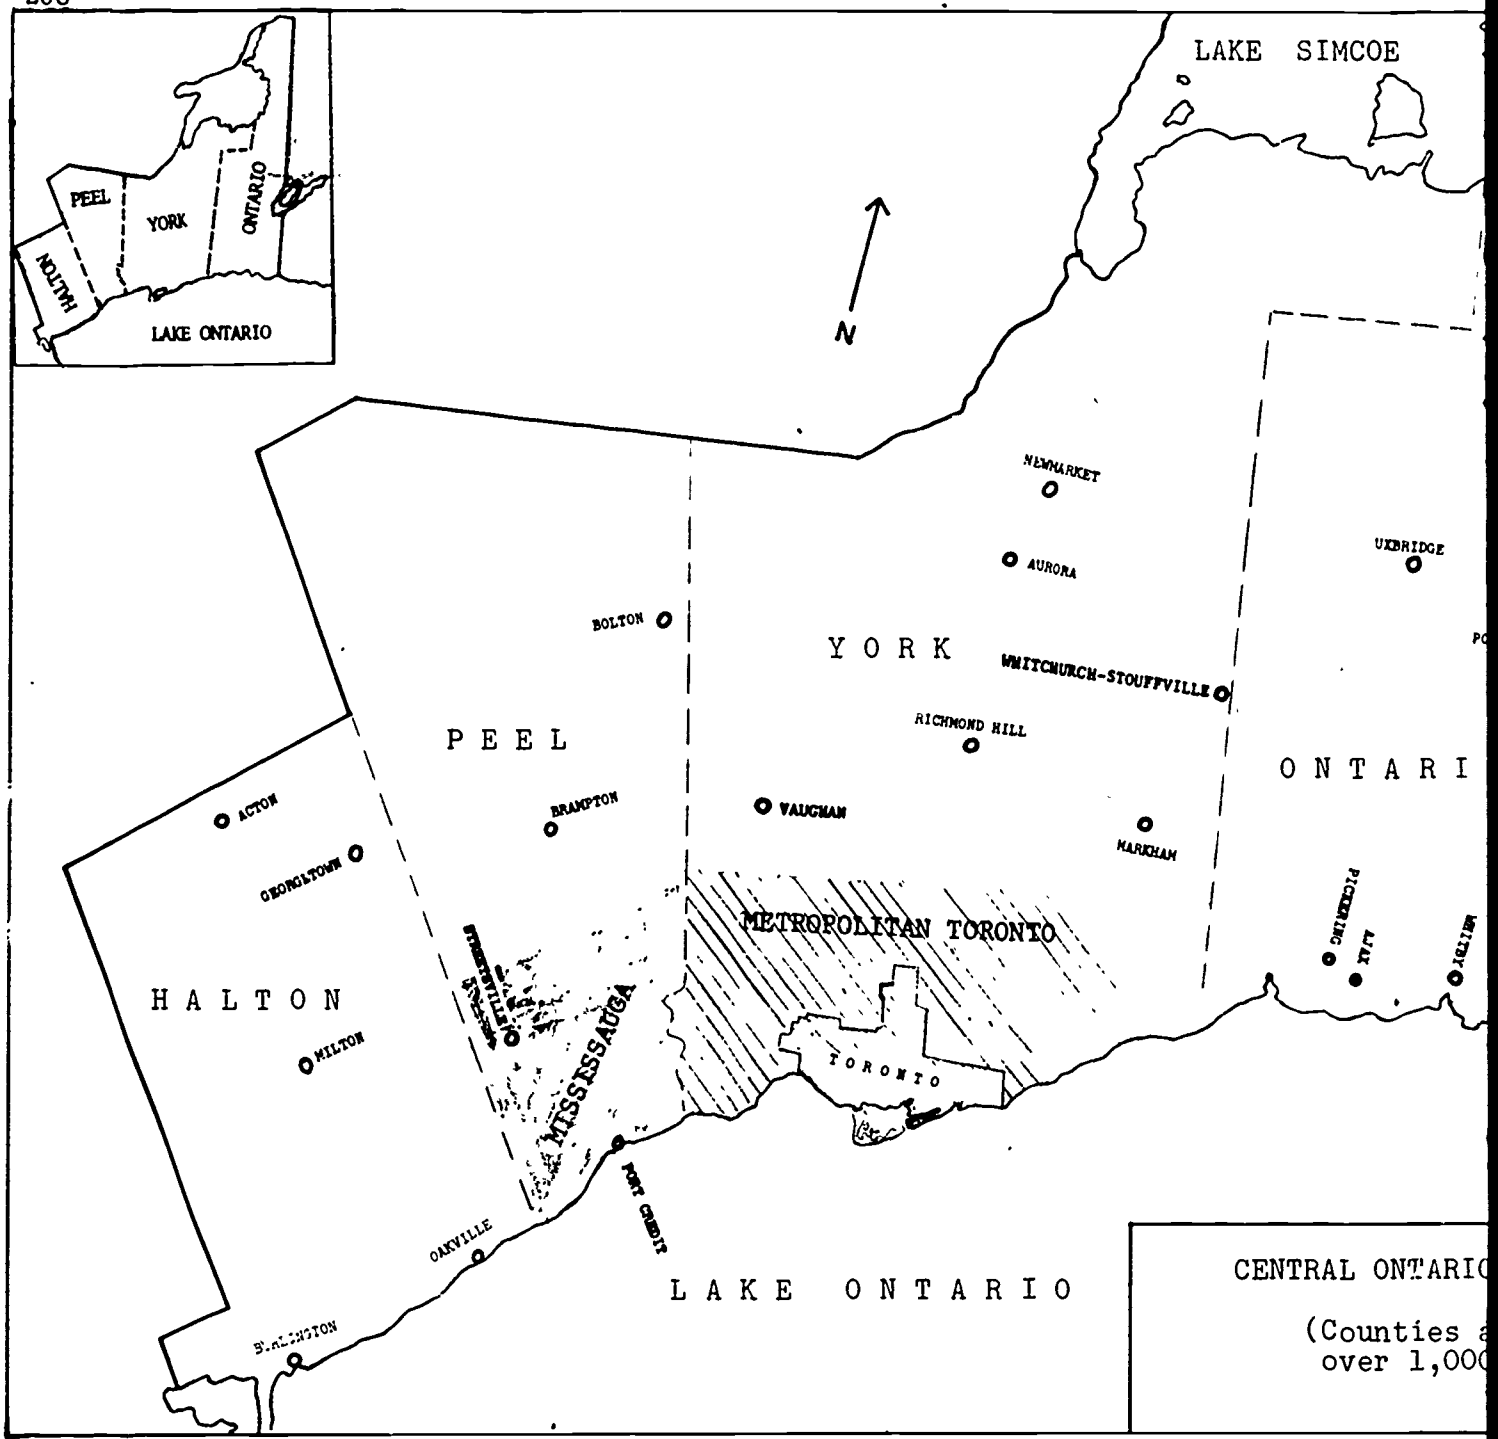 LAKE SIMCOE
PEEL
YORK
ONTARIO
HALTON
LAKE ONTARIO
N
NEWMARKET
AURORA
UXBRIDGE
BOLTON
YORK
WHITCHURCH-STOUFFVILLE
RICHMOND HILL
PEEL
ONTARI
ACTON
BRAMPTON
VAUGHAN
GEORGETOWN
MARKHAM
PICKERING
AJAX
WHITBY
METROPOLITAN TORONTO
STREETSVILLE
HALTON
MISSISSAUGA
MILTON
TORONTO
PORT CREDIT
OAKVILLE
LAKE ONTARIO
BURLINGTON
CENTRAL ONTARIO
(Counties a
over 1,000